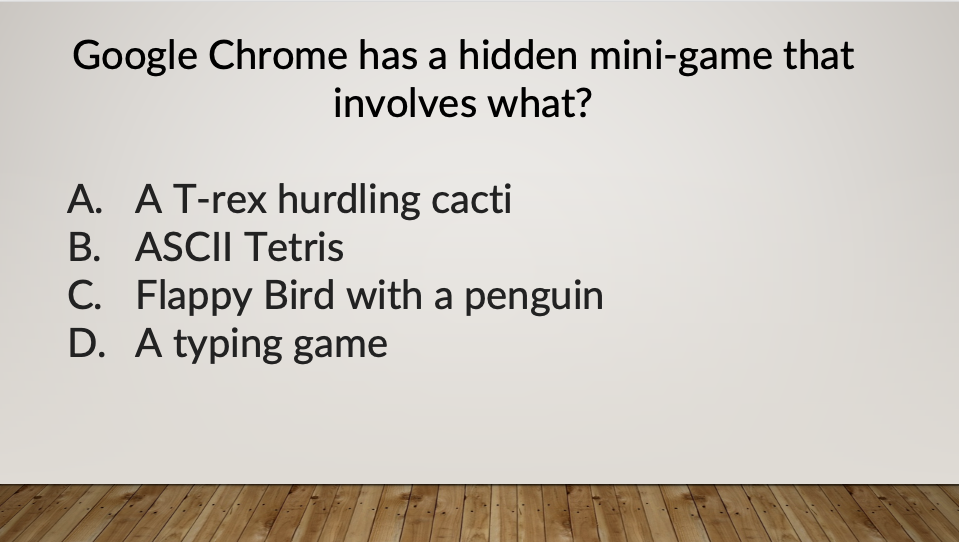 Google Chrome has a hidden mini-game that
involves what?
A. A T-rex hurdling cacti
B. ASCII Tetris
C. Flappy Bird with a penguin
D. A typing game